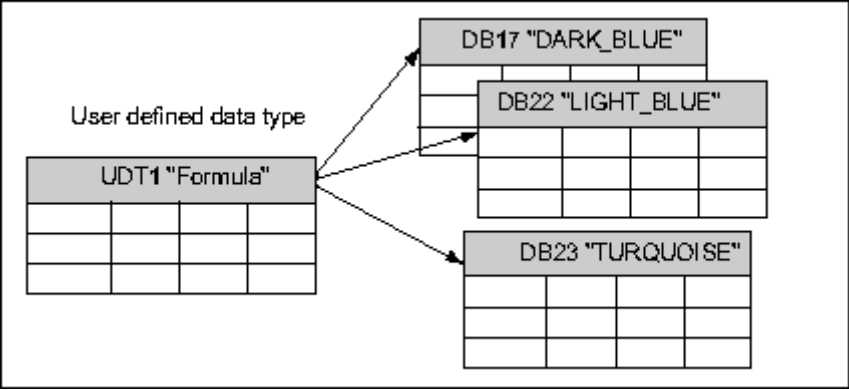 DB17 "DARK_BLUE"
DB22 "LIGHT_BLUE"
User defined data type
UDT1 "Formula"
DB23 "TURQUOISE"